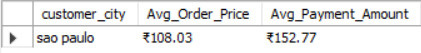 customer_city Avg_Order_Price Avg_Payment_Amount
sao paulo ₹108.03 ₹152.77